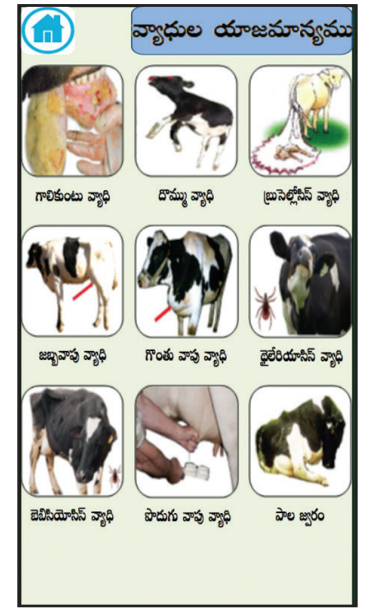 వ్యాధుల యాజమాన్యము
గాలికుంటు వ్యాధి
దొమ్ము వ్యాధి
బ్రుసెల్లోసిస్ వ్యాధి
జబ్బవాపు వ్యాధి
గొంతు వాపు వ్యాధి
థైలేరియాసిస్ వ్యాధి
బెబిసియోసిస్ వ్యాధి
పొదుగు వాపు వ్యాధి
పాల జ్వరం